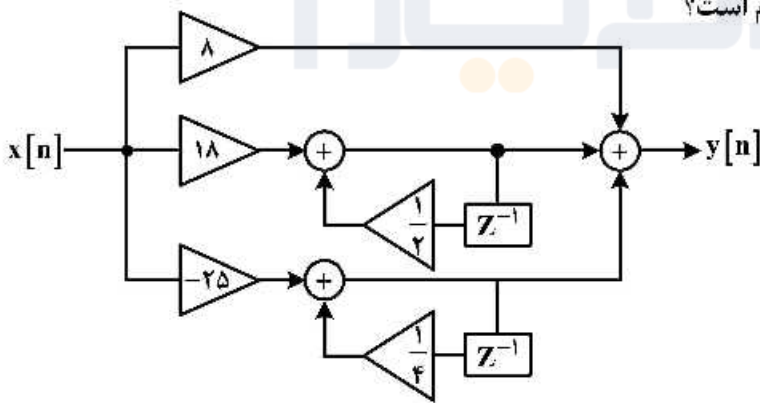 م است؟
۸
x[n]
۱۸
+
+
y[n]
۱/۲
Z⁻¹
-۲۵
+
۱/۴
Z⁻¹